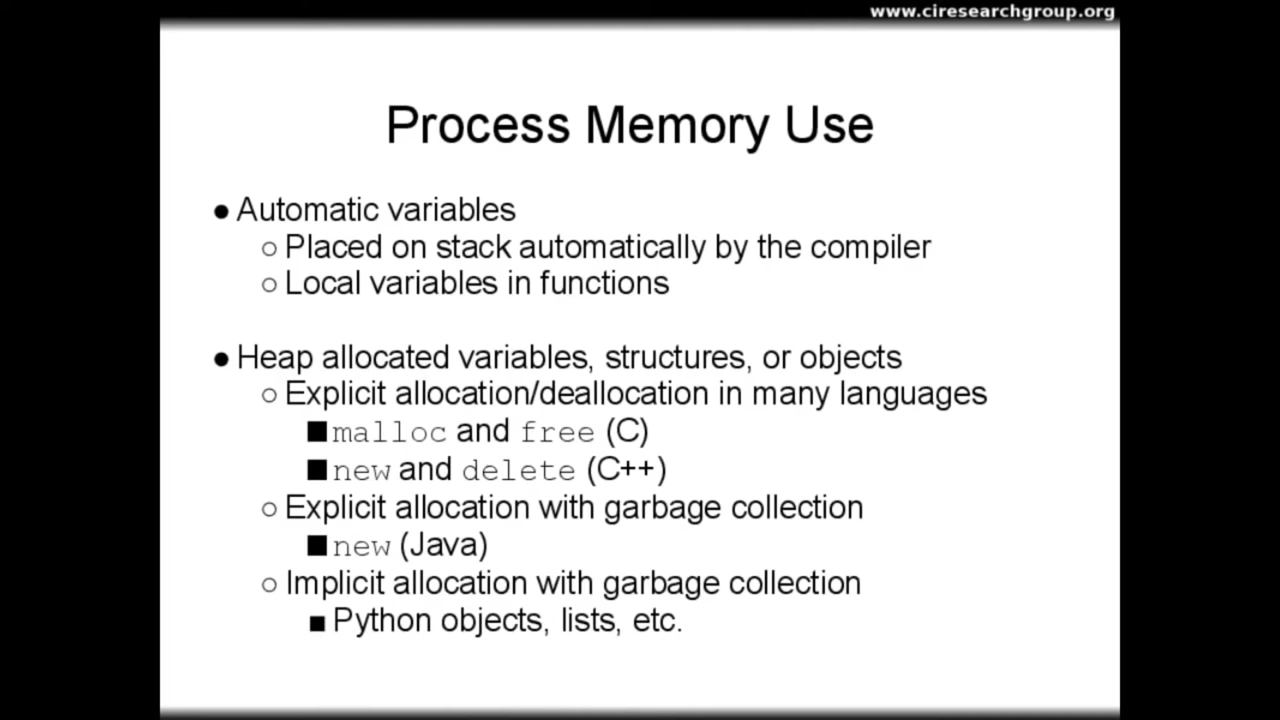 www.ciresearchgroup.org
Process Memory Use
● Automatic variables
○ Placed on stack automatically by the compiler
○ Local variables in functions
● Heap allocated variables, structures, or objects
○ Explicit allocation/deallocation in many languages
■ malloc and free (C)
■ new and delete (C++)
○ Explicit allocation with garbage collection
■ new (Java)
○ Implicit allocation with garbage collection
■ Python objects, lists, etc.